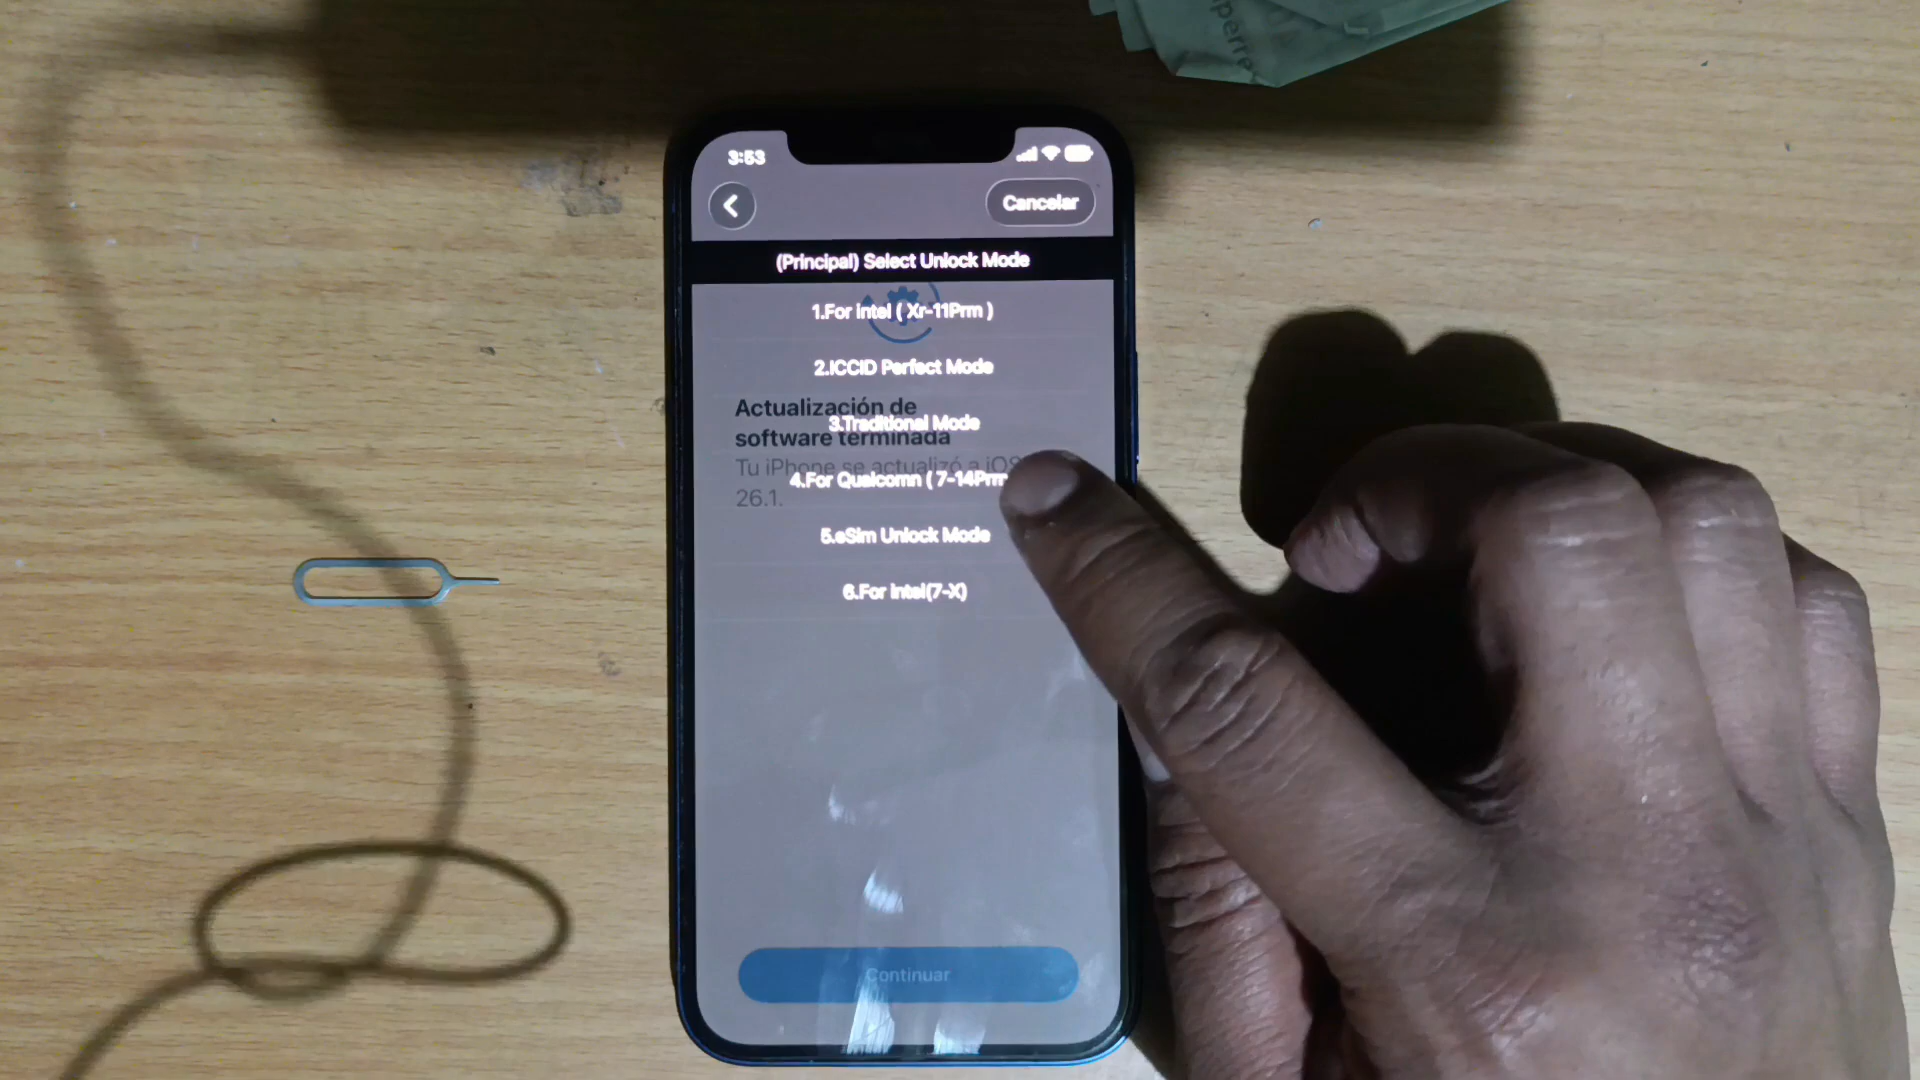 3:53
Cancelar
(Principal) Select Unlock Mode
1.For intel ( Xr-11Prm )
2.ICCID Perfect Mode
Actualización de
3.Traditional Mode
software terminada
Tu iPhone se actualizó a iOS
4.For Qualcomn ( 7-14Prm
26.1.
5.eSim Unlock Mode
6.For intel(7-X)
Continuar